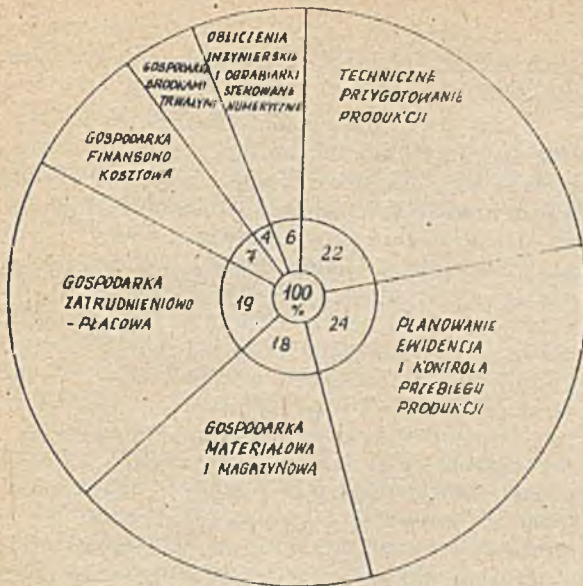 OBLICZENIA
INŻYNIERSKIE
I OBRABIARKI
STEROWANE
NUMERYCZNE
GOSPODARKA
ŚRODKAMI
TRWAŁYMI
TECHNICZNE
PRZYGOTOWANIE
PRODUKCJI
GOSPODARKA
FINANSOWO
KOSZTOWA
4
6
7
22
GOSPODARKA
ZATRUDNIENIOWO
-PŁACOWA
19
100
%
24
18
PLANOWANIE
EWIDENCJA
I KONTROLA
PRZEBIEGU
PRODUKCJI
GOSPODARKA
MATERIAŁOWA
I MAGAZYNOWA